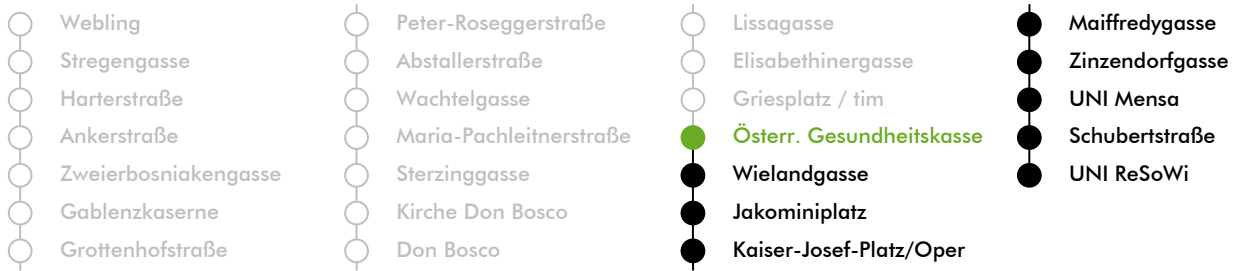 Webling
Stregengasse
Harterstraße
Ankerstraße
Zweierbosniakengasse
Gablenzkaserne
Grottenhofstraße
Peter-Roseggerstraße
Abstallerstraße
Wachtelgasse
Maria-Pachleitnerstraße
Sterzinggasse
Kirche Don Bosco
Don Bosco
Lissagasse
Elisabethinergasse
Griesplatz / tim
Österr. Gesundheitskasse
Wielandgasse
Jakominiplatz
Kaiser-Josef-Platz/Oper
Maiffredygasse
Zinzendorfgasse
UNI Mensa
Schubertstraße
UNI ReSoWi